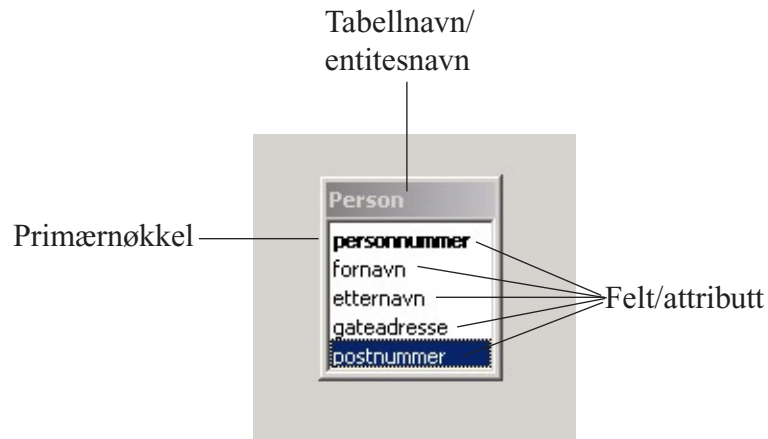 Tabellnavn/
entitesnavn
Person
Primærnøkkel
personnummer
fornavn
etternavn
gateadresse
postnummer
Felt/attributt